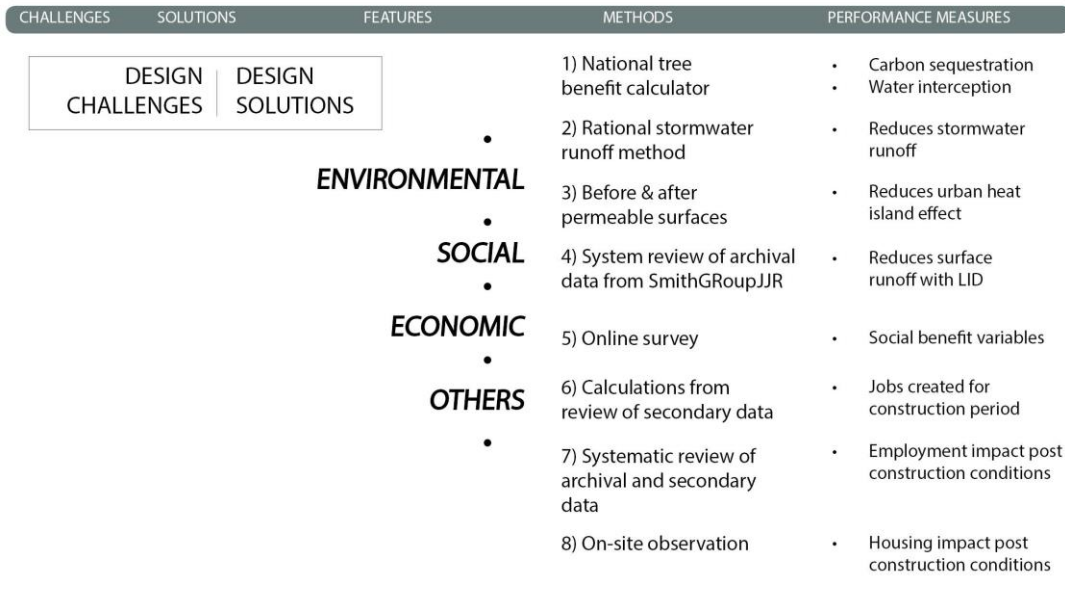 CHALLENGES SOLUTIONS FEATURES METHODS PERFORMANCE MEASURES
DESIGN CHALLENGES
DESIGN SOLUTIONS
• 
ENVIRONMENTAL
•
SOCIAL
•
ECONOMIC
•
OTHERS
•
1) National tree
benefit calculator
2) Rational stormwater
runoff method
3) Before & after
permeable surfaces
4) System review of archival
data from SmithGRoupJJR
5) Online survey
6) Calculations from
review of secondary data
7) Systematic review of
archival and secondary
data
8) On-site observation
• Carbon sequestration
• Water interception
• Reduces stormwater
runoff
• Reduces urban heat
island effect
• Reduces surface
runoff with LID
• Social benefit variables
• Jobs created for
construction period
• Employment impact post
construction conditions
• Housing impact post
construction conditions